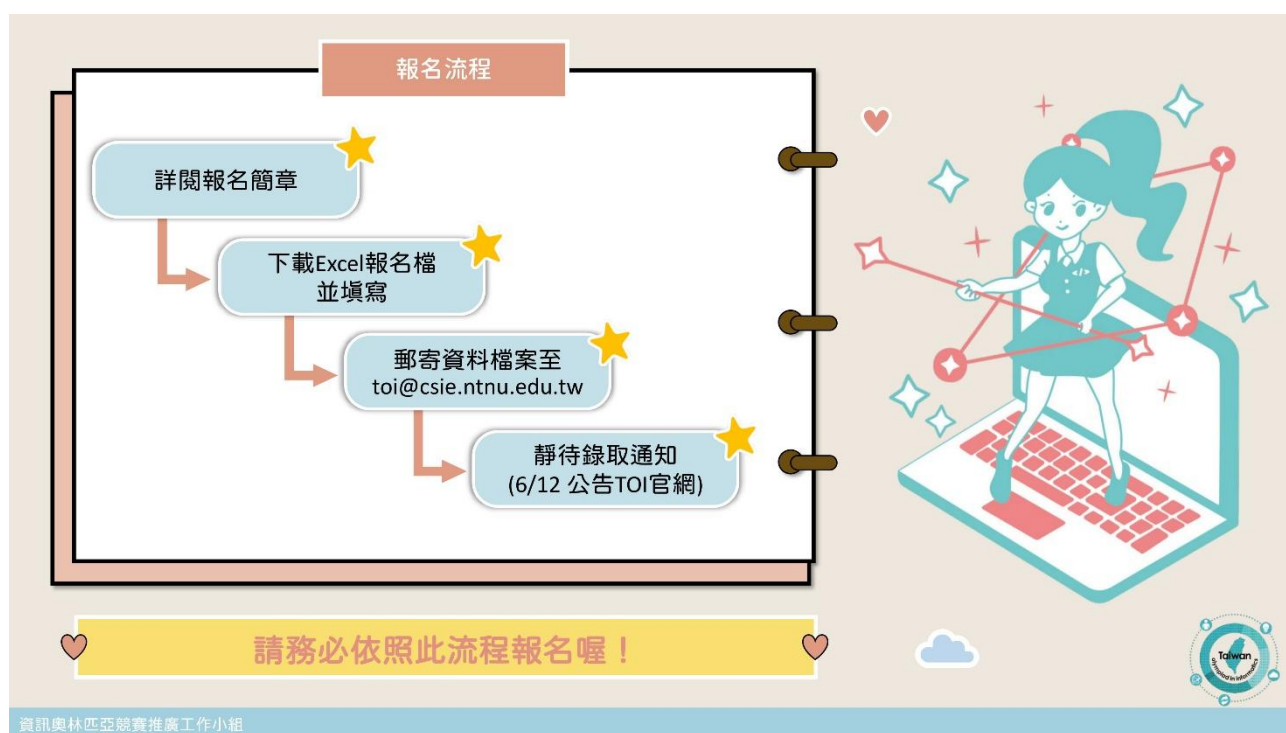 報名流程
詳閱報名簡章
下載Excel報名檔
並填寫
郵寄資料檔案至
toi@csie.ntnu.edu.tw
靜待錄取通知
(6/12 公告TOI官網)
請務必依照此流程報名喔！
Taiwan
olympiad in informatics
資訊奧林匹亞競賽推廣工作小組